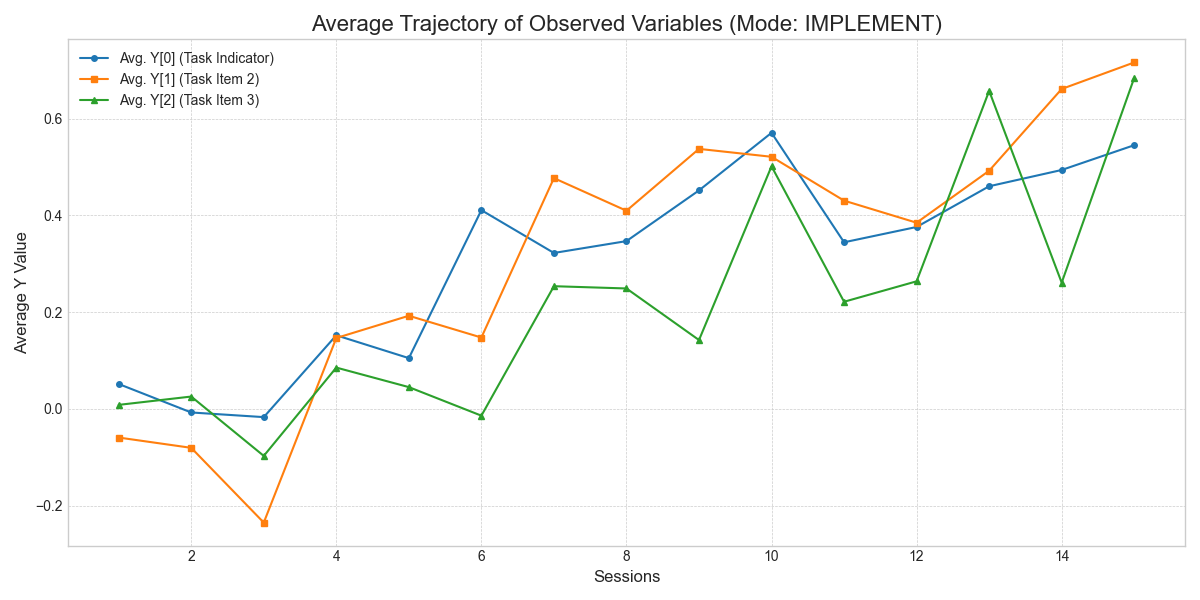 Average Trajectory of Observed Variables (Mode: IMPLEMENT)
Avg. Y[0] (Task Indicator)
Avg. Y[1] (Task Item 2)
Avg. Y[2] (Task Item 3)
Average Y Value
0.6
0.4
0.2
0.0
−0.2
2 4 6 8 10 12 14
Sessions